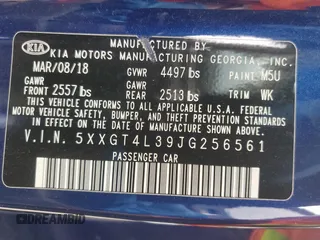 MANUFACTURED BY
KIA KIA MOTORS MANUFACTURING GEORGIA, INC.
MAR/08/18 GVWR 4497 lbs PAINT M5U
GAWR FRONT 2557 lbs GAWR REAR 2513 lbs TRIM WK
THIS VEHICLE CONFORMS TO ALL APPLICABLE U.S. FEDERAL MOTOR
VEHICLE SAFETY, BUMPER, AND THEFT PREVENTION STANDARDS
IN EFFECT ON THE DATE OF MANUFACTURE SHOWN ABOVE.
V.I.N. 5XXGT4L39JG256561
PASSENGER CAR
© DREAMBID